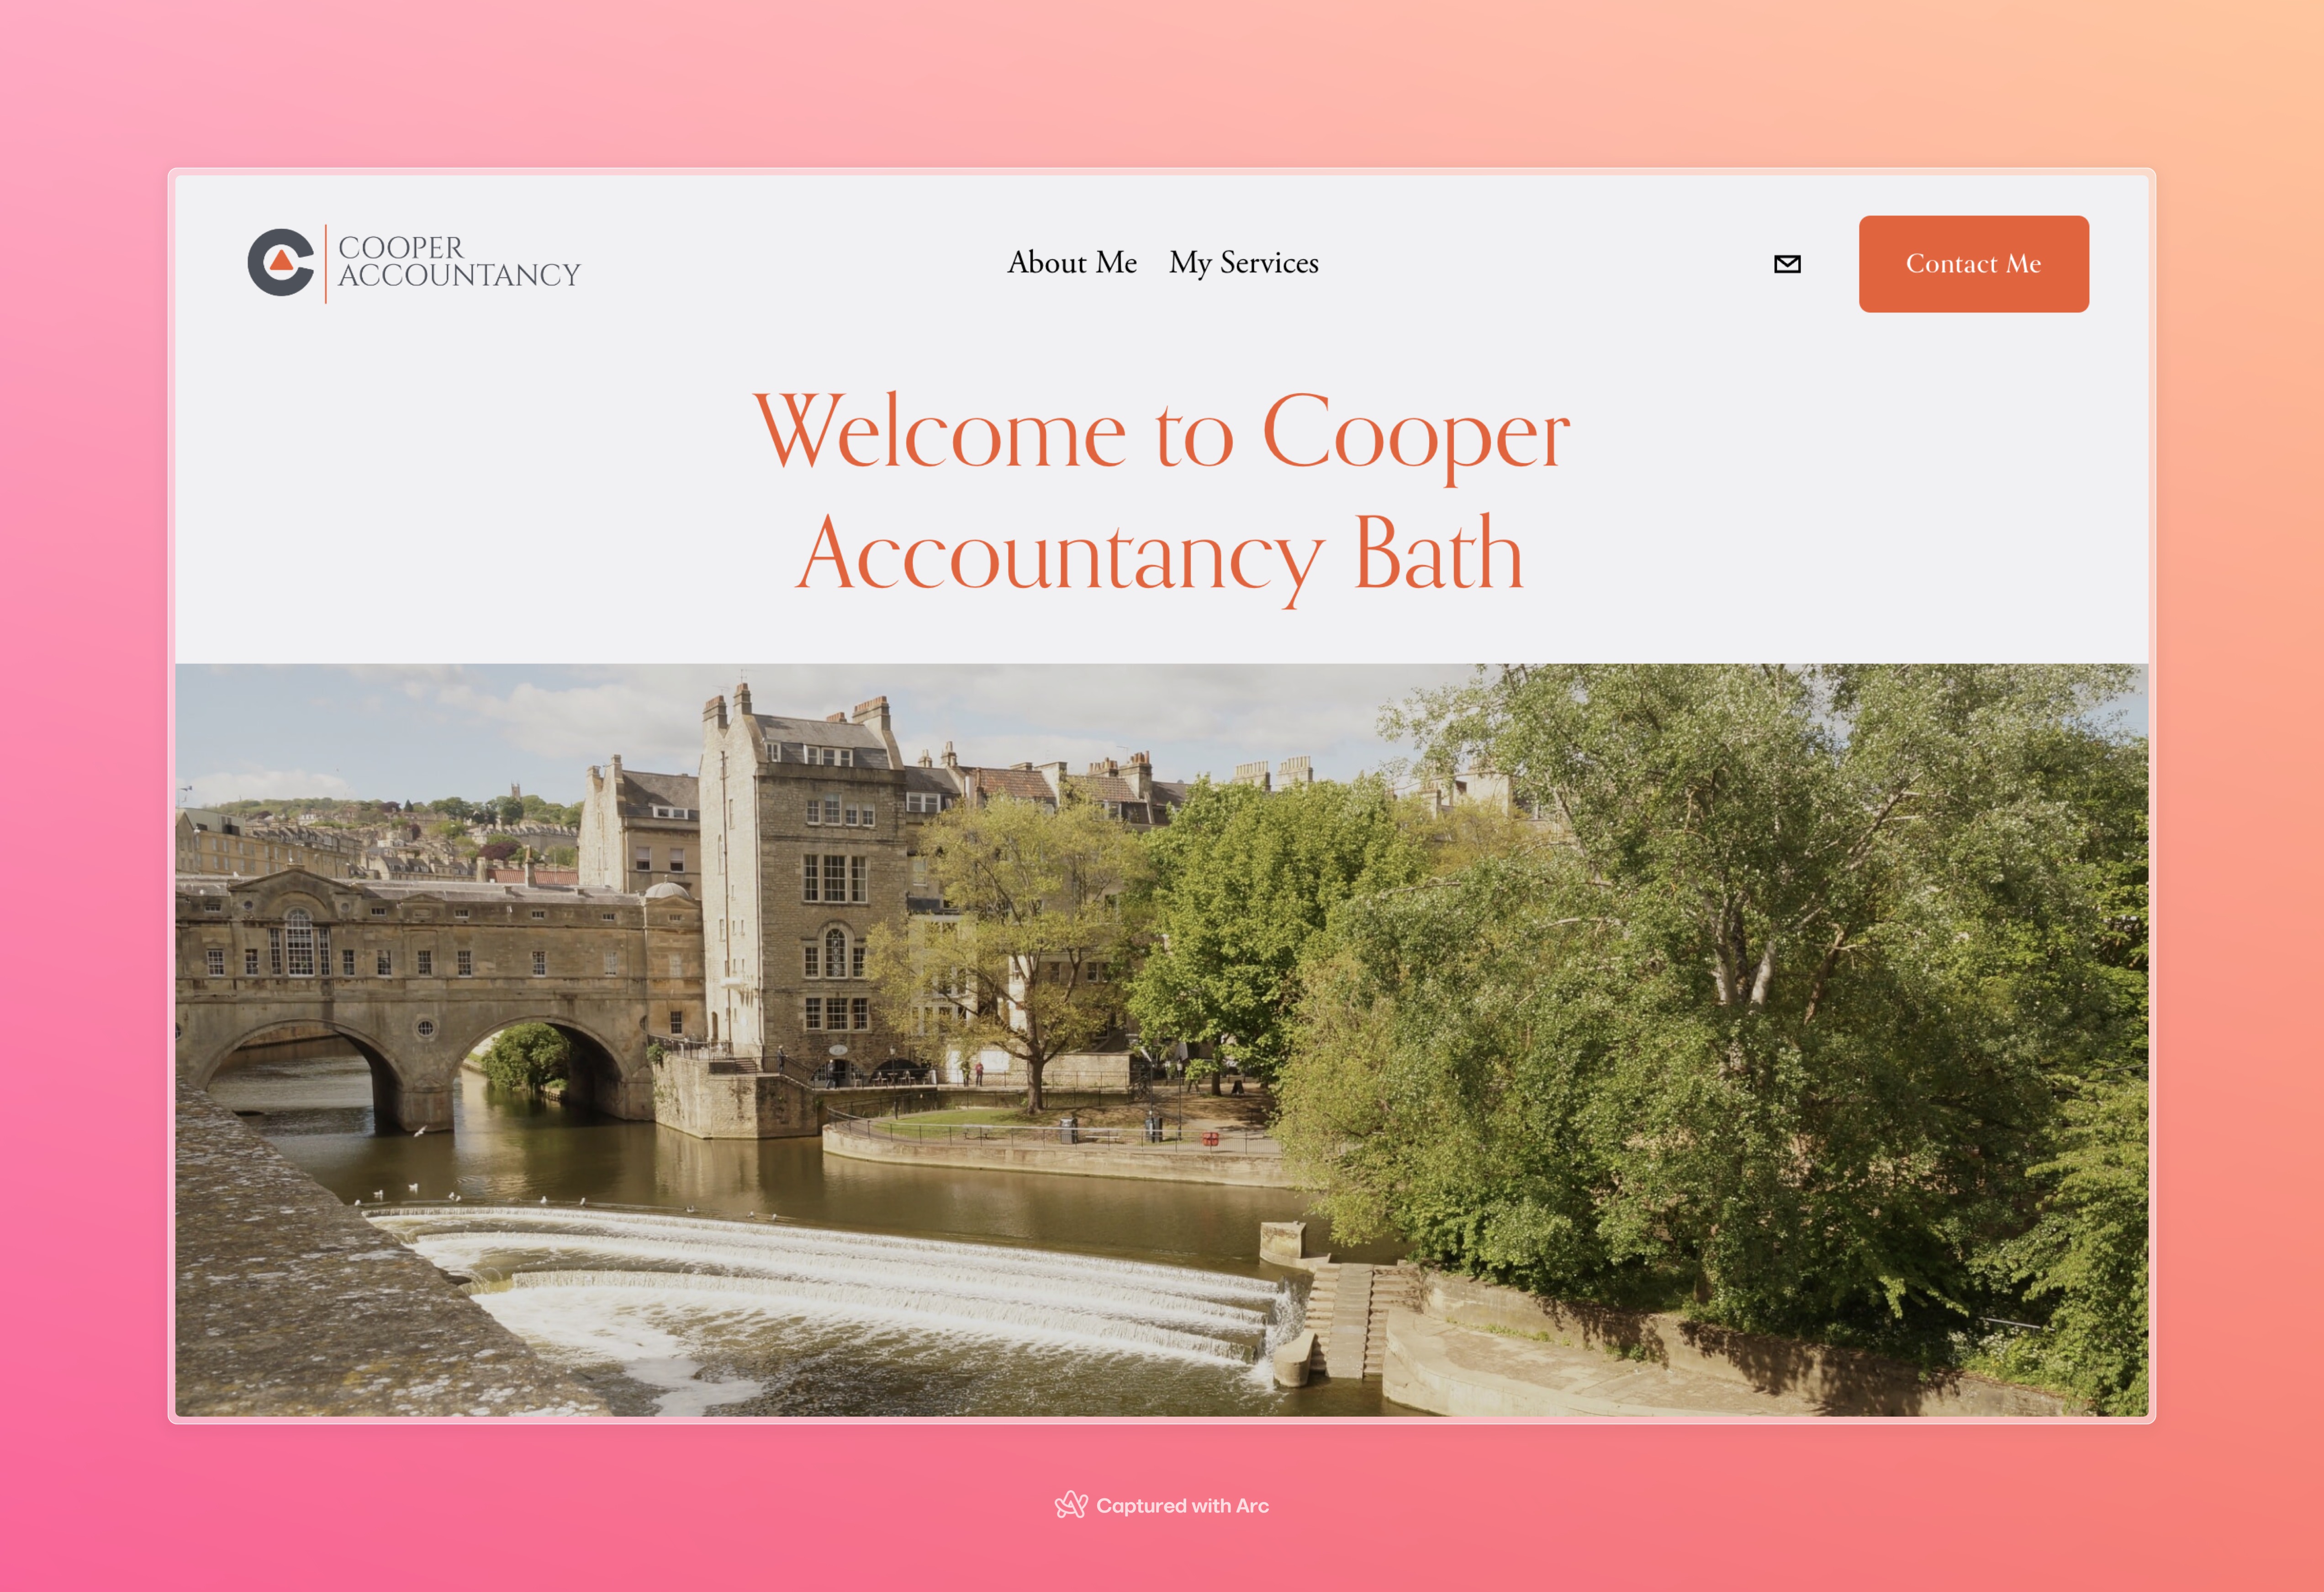 COOPER
ACCOUNTANCY
About Me
My Services
Contact Me
Welcome to Cooper
Accountancy Bath
Captured with Arc